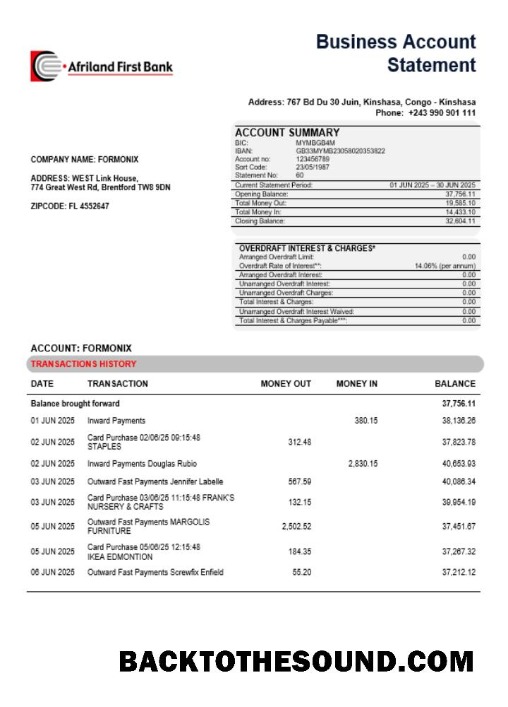 Business Account
Statement
Afriland First Bank
Address: 767 Bd Du 30 Juin, Kinshasa, Congo - Kinshasa
Phone: +243 990 901 111
ACCOUNT SUMMARY
BIC: MYMBGB4M
IBAN: GB33MYMB23058020353822
Account no: 123456789
Sort Code: 23/05/1987
Statement No: 60
Current Statement Period: 01 JUN 2025 – 30 JUN 2025
Opening Balance: 37,756.11
Total Money Out: 19,585.10
Total Money In: 14,433.10
Closing Balance: 32,604.11
COMPANY NAME: FORMONIX
ADDRESS: WEST Link House,
774 Great West Rd, Brentford TW8 9DN
ZIPCODE: FL 4552647
OVERDRAFT INTEREST & CHARGES*
Arranged Overdraft Limit: 0.00
Overdraft Rate of Interest**: 14.06% (per annum)
Arranged Overdraft Interest: 0.00
Unarranged Overdraft Interest: 0.00
Unarranged Overdraft Charges: 0.00
Total Interest & Charges: 0.00
Unarranged Overdraft Interest Waived: 0.00
Total Interest & Charges Payable***: 0.00
ACCOUNT: FORMONIX
TRANSACTIONS HISTORY
DATE TRANSACTION MONEY OUT MONEY IN BALANCE
Balance brought forward 37,756.11
01 JUN 2025 Inward Payments 380.15 38,136.26
02 JUN 2025 Card Purchase 02/06/25 09:15:48 312.48 37,823.78
STAPLES
02 JUN 2025 Inward Payments Douglas Rubio 2,830.15 40,653.93
03 JUN 2025 Outward Fast Payments Jennifer Labelle 567.59 40,086.34
03 JUN 2025 Card Purchase 03/06/25 11:15:48 FRANK'S 132.15 39,954.19
NURSERY & CRAFTS
05 JUN 2025 Outward Fast Payments MARGOLIS 2,502.52 37,451.67
FURNITURE
05 JUN 2025 Card Purchase 05/06/25 12:15:48 184.35 37,267.32
IKEA EDMONTION
06 JUN 2025 Outward Fast Payments Screwfix Enfield 55.20 37,212.12
BACKTOTHESOUND.COM